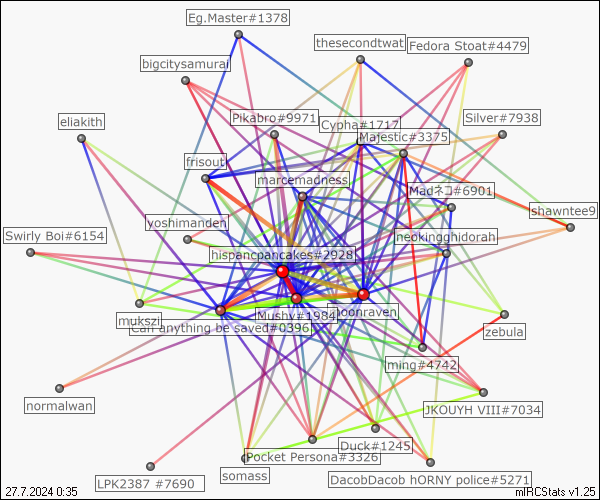 Eg.Master#1378
thesecondtwat
Fedora Stoat#4479
bigcitysamurai
Pikabro#9971
Cypha#1717
Silver#7938
eliakith
Majestic#3375
frisout
marcemadness
Madネコ#6901
shawntee9
yoshimanden
Swirly Boi#6154
neokingghidorah
hispancpancakes#2928
Mushy#1984
moonraven
mukszi
Can anything be saved#0396
zebula
ming#4742
normalwan
JKOUYH VIII#7034
Duck#1245
Pocket Persona#3326
somass
DacobDacob hORNY police#5271
LPK2387 #7690
27.7.2024 0:35
mIRCStats v1.25